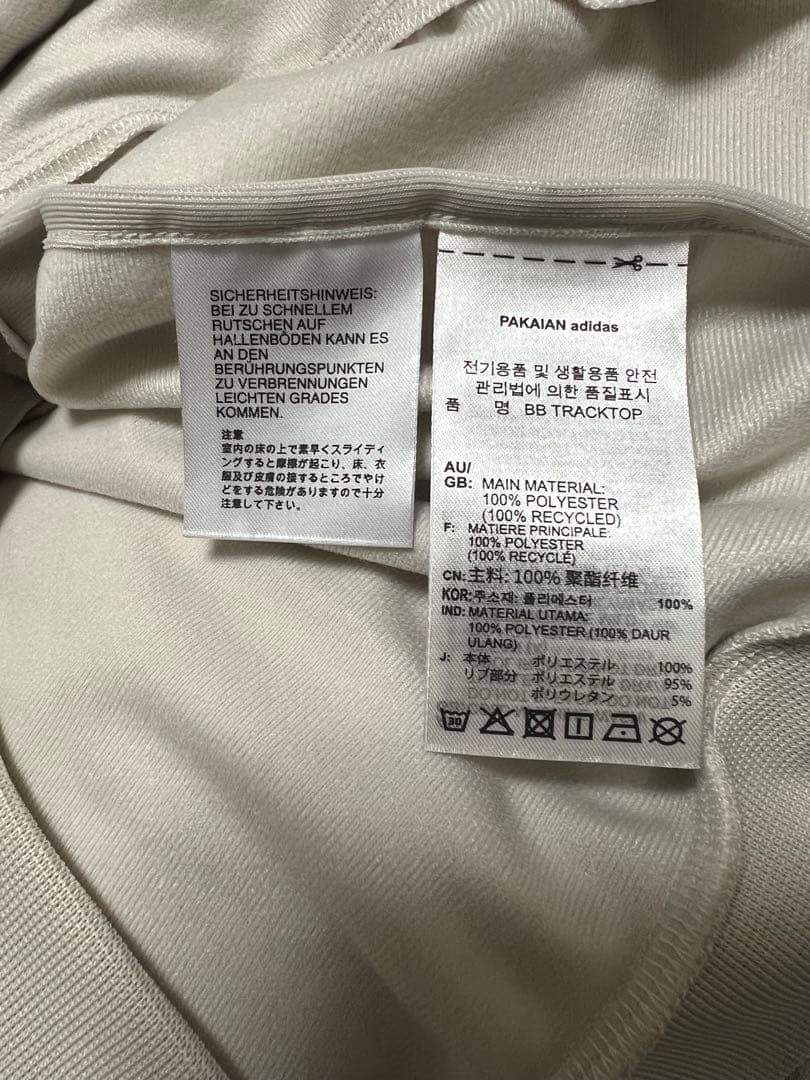 SICHERHEITSHINWEIS:
BEI ZU SCHNELLEM
RUTSCHEN AUF
HALLENBÖDEN KANN ES
AN DEN
BERÜHRUNGSPUNKTEN
ZU VERBRENNUNGEN
LEICHTEN GRADES
KOMMEN.
注意
室内の床の上で素早くスライディ
ングすると摩擦が起こり、床、衣
服及び皮膚の接するところでやけ
どをする危険がありますので十分
注意して下さい。
PAKAIAN adidas
전기용품 및 생활용품 안전
관리법에 의한 품질표시
품 명 BB TRACKTOP
AU/
GB: MAIN MATERIAL:
100% POLYESTER
(100% RECYCLED)
F: MATIERE PRINCIPALE:
100% POLYESTER
(100% RECYCLÉ)
CN: 主料: 100% 聚酯纤维
KOR: 주소재: 폴리에스터 100%
IND: MATERIAL UTAMA:
100% POLYESTER (100% DAUR
ULANG)
J: 本体 ポリエステル 100%
リブ部分 ポリエステル 95%
ポリウレタン 5%
30